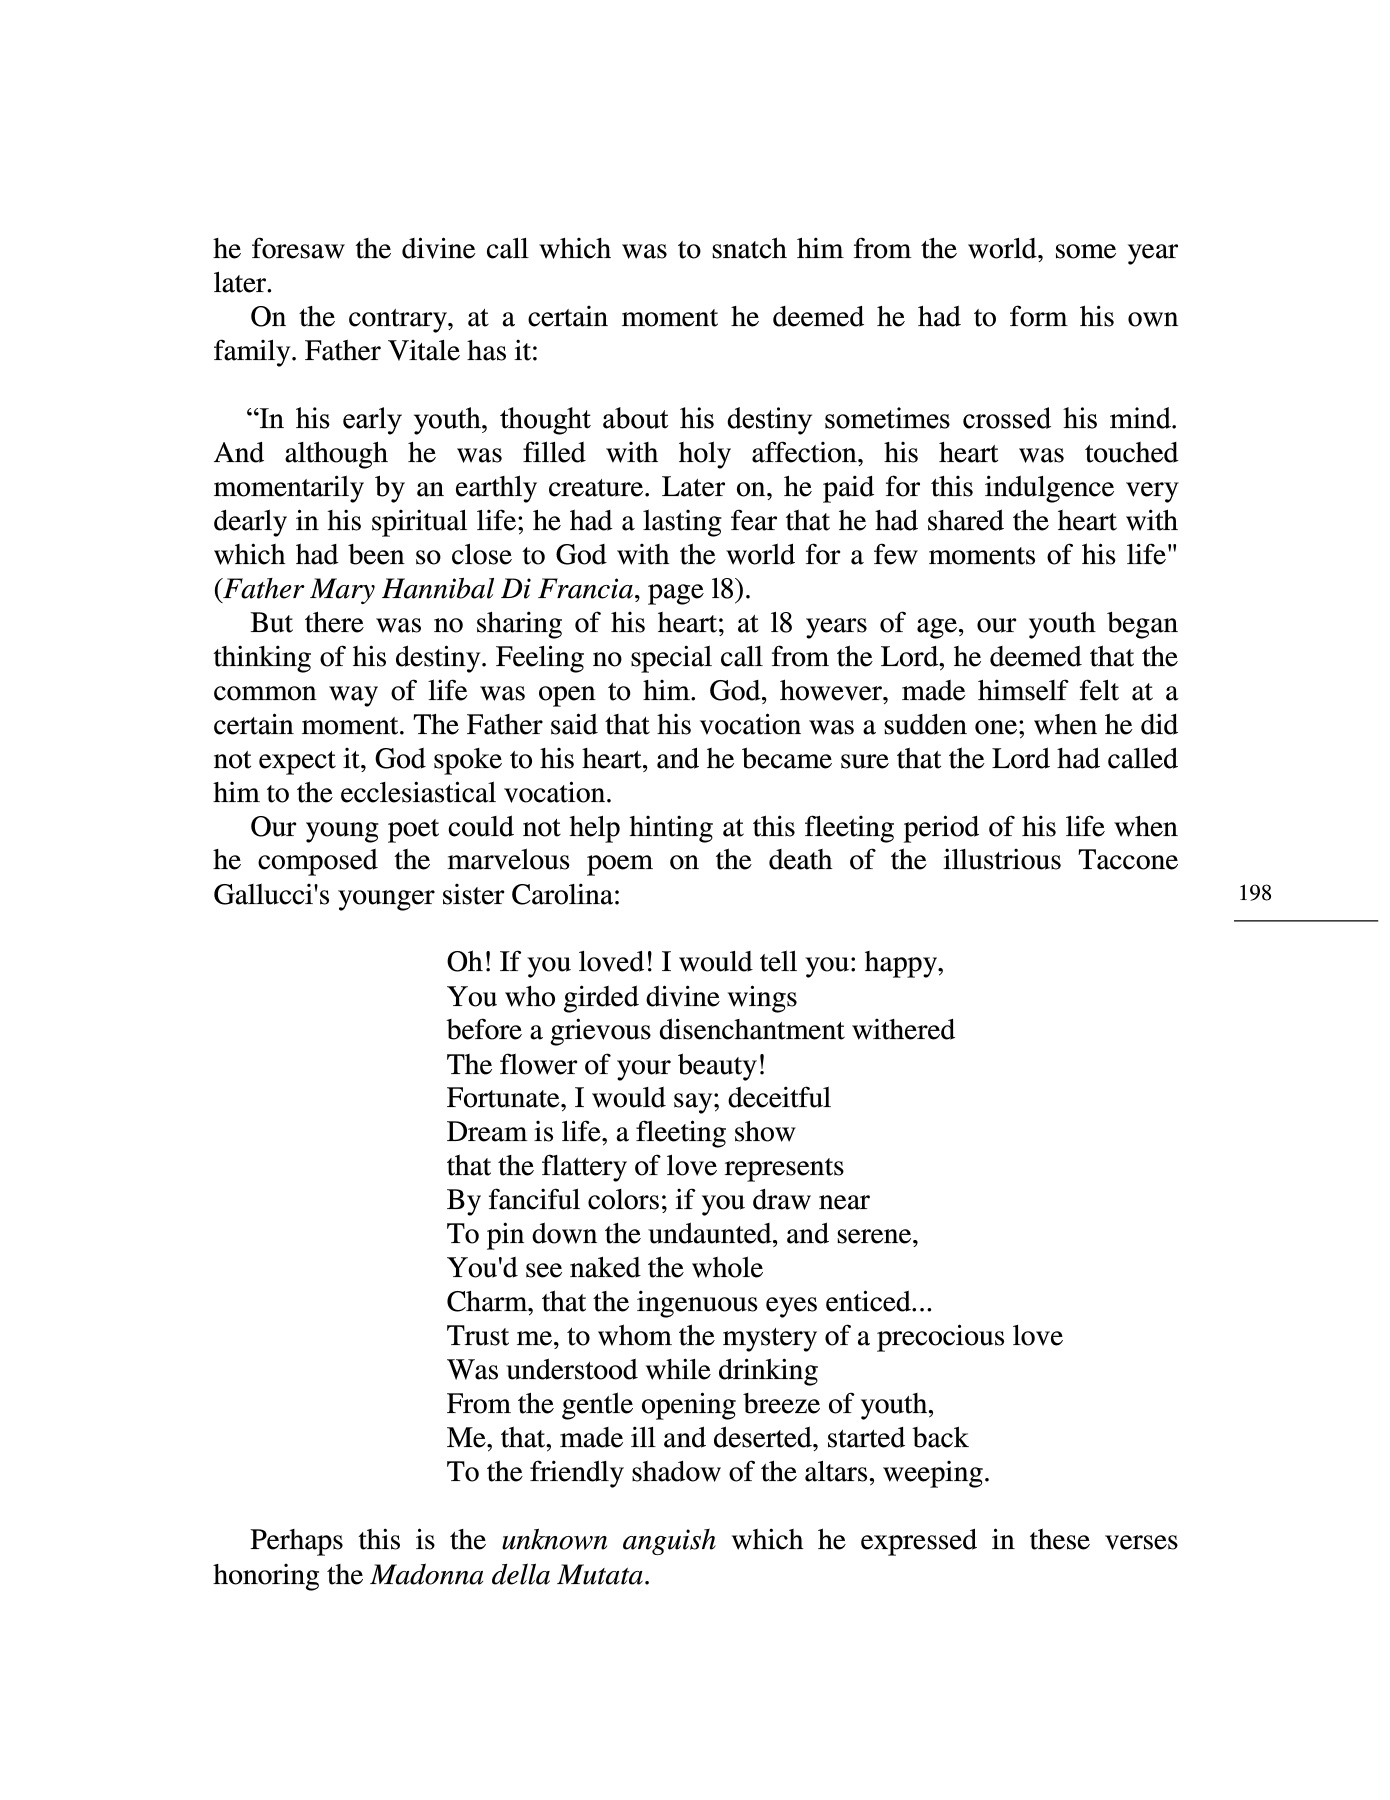 he foresaw the divine call which was to snatch him from the world, some year
later.
On the contrary, at a certain moment he deemed he had to form his own
family. Father Vitale has it:
“In his early youth, thought about his destiny sometimes crossed his mind.
And although he was filled with holy affection, his heart was touched
momentarily by an earthly creature. Later on, he paid for this indulgence very
dearly in his spiritual life; he had a lasting fear that he had shared the heart with
which had been so close to God with the world for a few moments of his life"
(Father Mary Hannibal Di Francia, page l8).
But there was no sharing of his heart; at l8 years of age, our youth began
thinking of his destiny. Feeling no special call from the Lord, he deemed that the
common way of life was open to him. God, however, made himself felt at a
certain moment. The Father said that his vocation was a sudden one; when he did
not expect it, God spoke to his heart, and he became sure that the Lord had called
him to the ecclesiastical vocation.
Our young poet could not help hinting at this fleeting period of his life when
he composed the marvelous poem on the death of the illustrious Taccone
Gallucci's younger sister Carolina:
198
Oh! If you loved! I would tell you: happy,
You who girded divine wings
before a grievous disenchantment withered
The flower of your beauty!
Fortunate, I would say; deceitful
Dream is life, a fleeting show
that the flattery of love represents
By fanciful colors; if you draw near
To pin down the undaunted, and serene,
You'd see naked the whole
Charm, that the ingenuous eyes enticed...
Trust me, to whom the mystery of a precocious love
Was understood while drinking
From the gentle opening breeze of youth,
Me, that, made ill and deserted, started back
To the friendly shadow of the altars, weeping.
Perhaps this is the unknown anguish which he expressed in these verses
honoring the Madonna della Mutata.